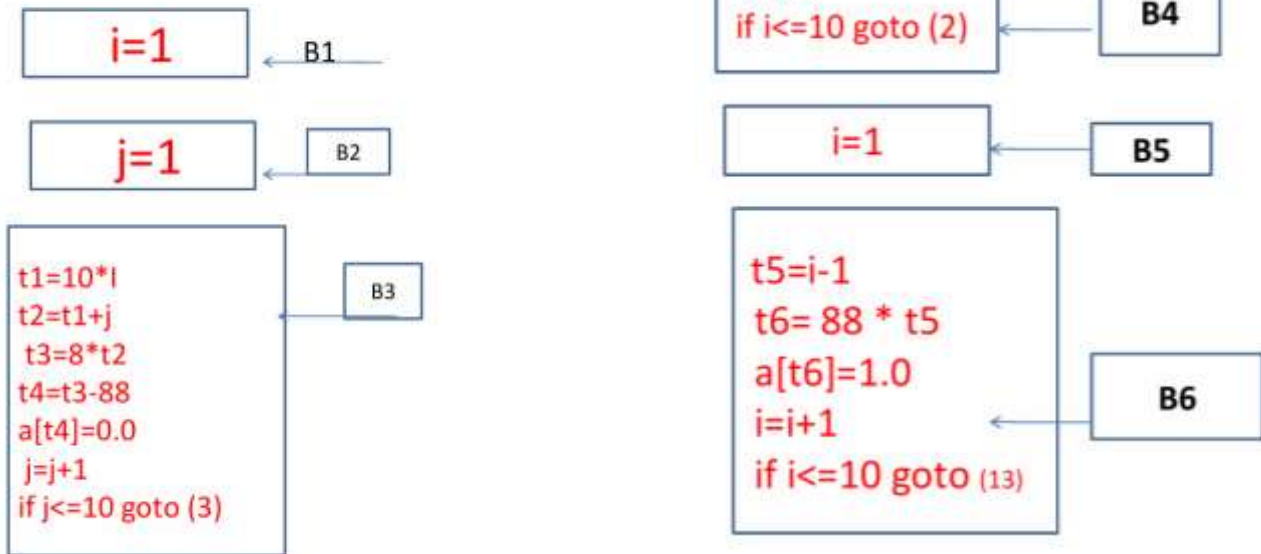 i=1
B1
j=1
B2
t1=10*I
t2=t1+j
t3=8*t2
t4=t3-88
a[t4]=0.0
j=j+1
if j<=10 goto (3)
B3
if i<=10 goto (2)
B4
i=1
B5
t5=i-1
t6= 88 * t5
a[t6]=1.0
i=i+1
if i<=10 goto (13)
B6